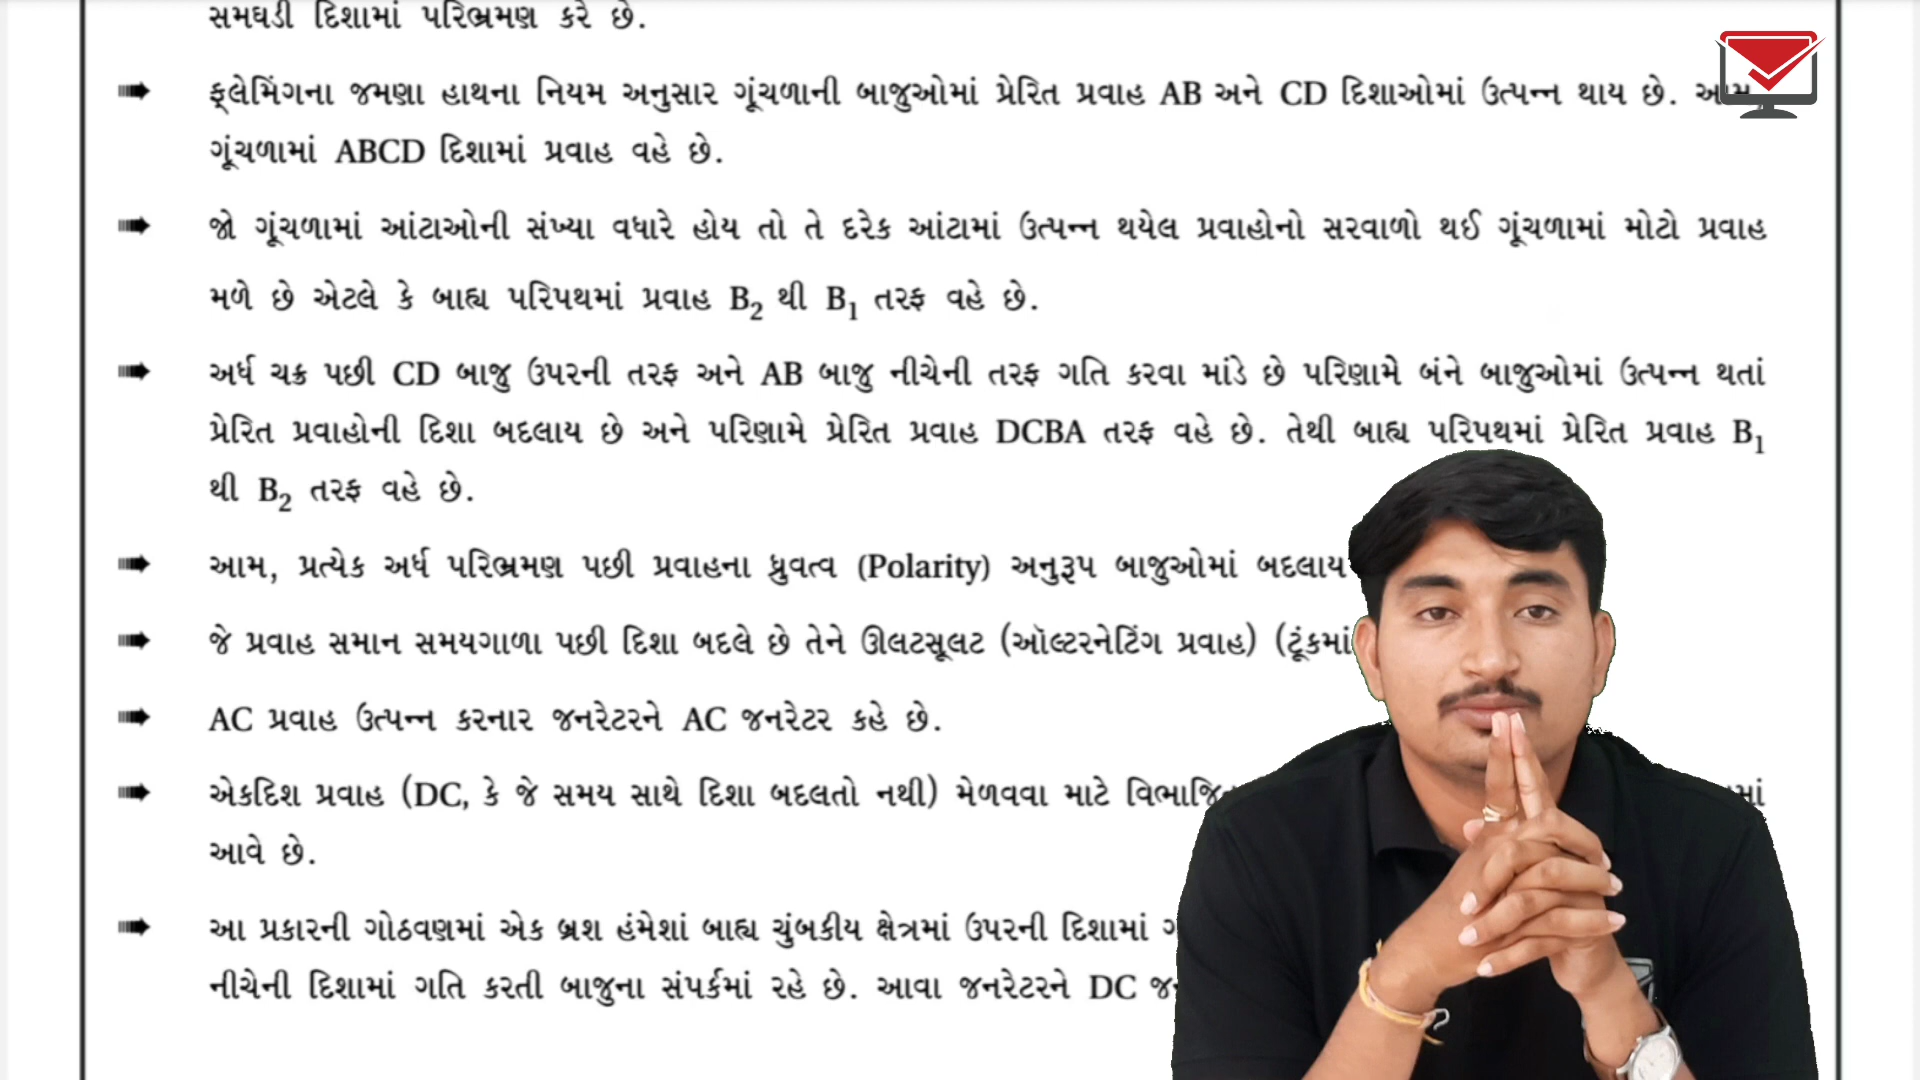 સમઘડી દિશામાં પરિભ્રમણ કરે છે.
ફ્લેમિંગના જમણા હાથના નિયમ અનુસાર ગૂંચળાની બાજુઓમાં પ્રેરિત પ્રવાહ AB અને CD દિશાઓમાં ઉત્પન્ન થાય છે. આમ,
ગૂંચળામાં ABCD દિશામાં પ્રવાહ વહે છે.
જો ગૂંચળામાં આંટાઓની સંખ્યા વધારે હોય તો તે દરેક આંટામાં ઉત્પન્ન થયેલ પ્રવાહોનો સરવાળો થઈ ગૂંચળામાં મોટો પ્રવાહ
મળે છે એટલે કે બાહ્ય પરિપથમાં પ્રવાહ B₂ થી B₁ તરફ વહે છે.
અર્ધ ચક્ર પછી CD બાજુ ઉપરની તરફ અને AB બાજુ નીચેની તરફ ગતિ કરવા માંડે છે પરિણામે બંને બાજુઓમાં ઉત્પન્ન થતાં
પ્રેરિત પ્રવાહોની દિશા બદલાય છે અને પરિણામે પ્રેરિત પ્રવાહ DCBA તરફ વહે છે. તેથી બાહ્ય પરિપથમાં પ્રેરિત પ્રવાહ B₁
થી B₂ તરફ વહે છે.
આમ, પ્રત્યેક અર્ધ પરિભ્રમણ પછી પ્રવાહના ધ્રુવત્વ (Polarity) અનુરૂપ બાજુઓમાં બદલાય
જે પ્રવાહ સમાન સમયગાળા પછી દિશા બદલે છે તેને ઊલટસૂલટ (ઑલ્ટરનેટિંગ પ્રવાહ) (ટૂંકમાં
AC પ્રવાહ ઉત્પન્ન કરનાર જનરેટરને AC જનરેટર કહે છે.
એકદિશ પ્રવાહ (DC, કે જે સમય સાથે દિશા બદલતો નથી) મેળવવા માટે
આવે છે.
આ પ્રકારની ગોઠવણમાં એક બ્રશ હંમેશાં બાહ્ય ચુંબકીય ક્ષેત્રમાં ઉપરની દિશામાં
નીચેની દિશામાં ગતિ કરતી બાજુના સંપર્કમાં રહે છે. આવા જનરેટરને DC